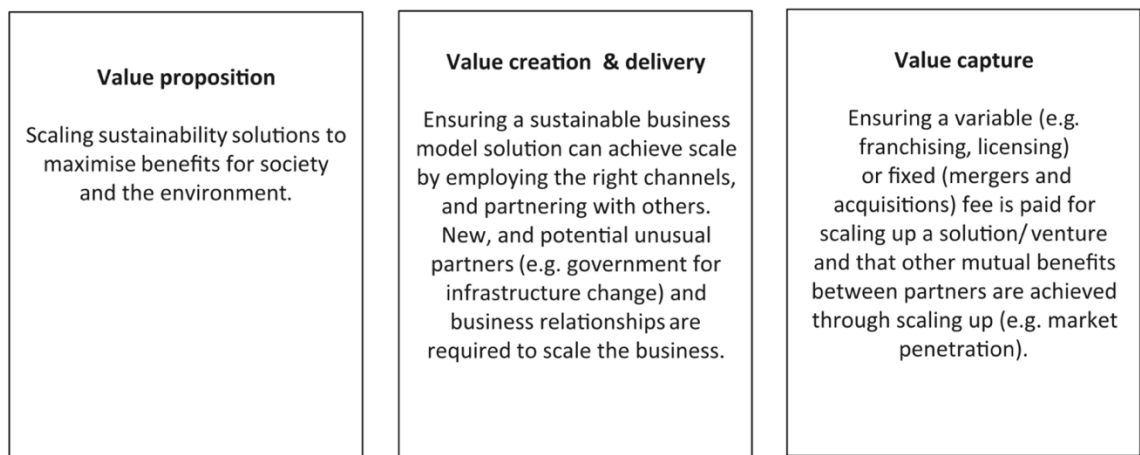 Value proposition
Scaling sustainability solutions to
maximise benefits for society
and the environment.
Value creation & delivery
Ensuring a sustainable business
model solution can achieve scale
by employing the right channels,
and partnering with others.
New, and potential unusual
partners (e.g. government for
infrastructure change) and
business relationships are
required to scale the business.
Value capture
Ensuring a variable (e.g.
franchising, licensing)
or fixed (mergers and
acquisitions) fee is paid for
scaling up a solution/ venture
and that other mutual benefits
between partners are achieved
through scaling up (e.g. market
penetration).